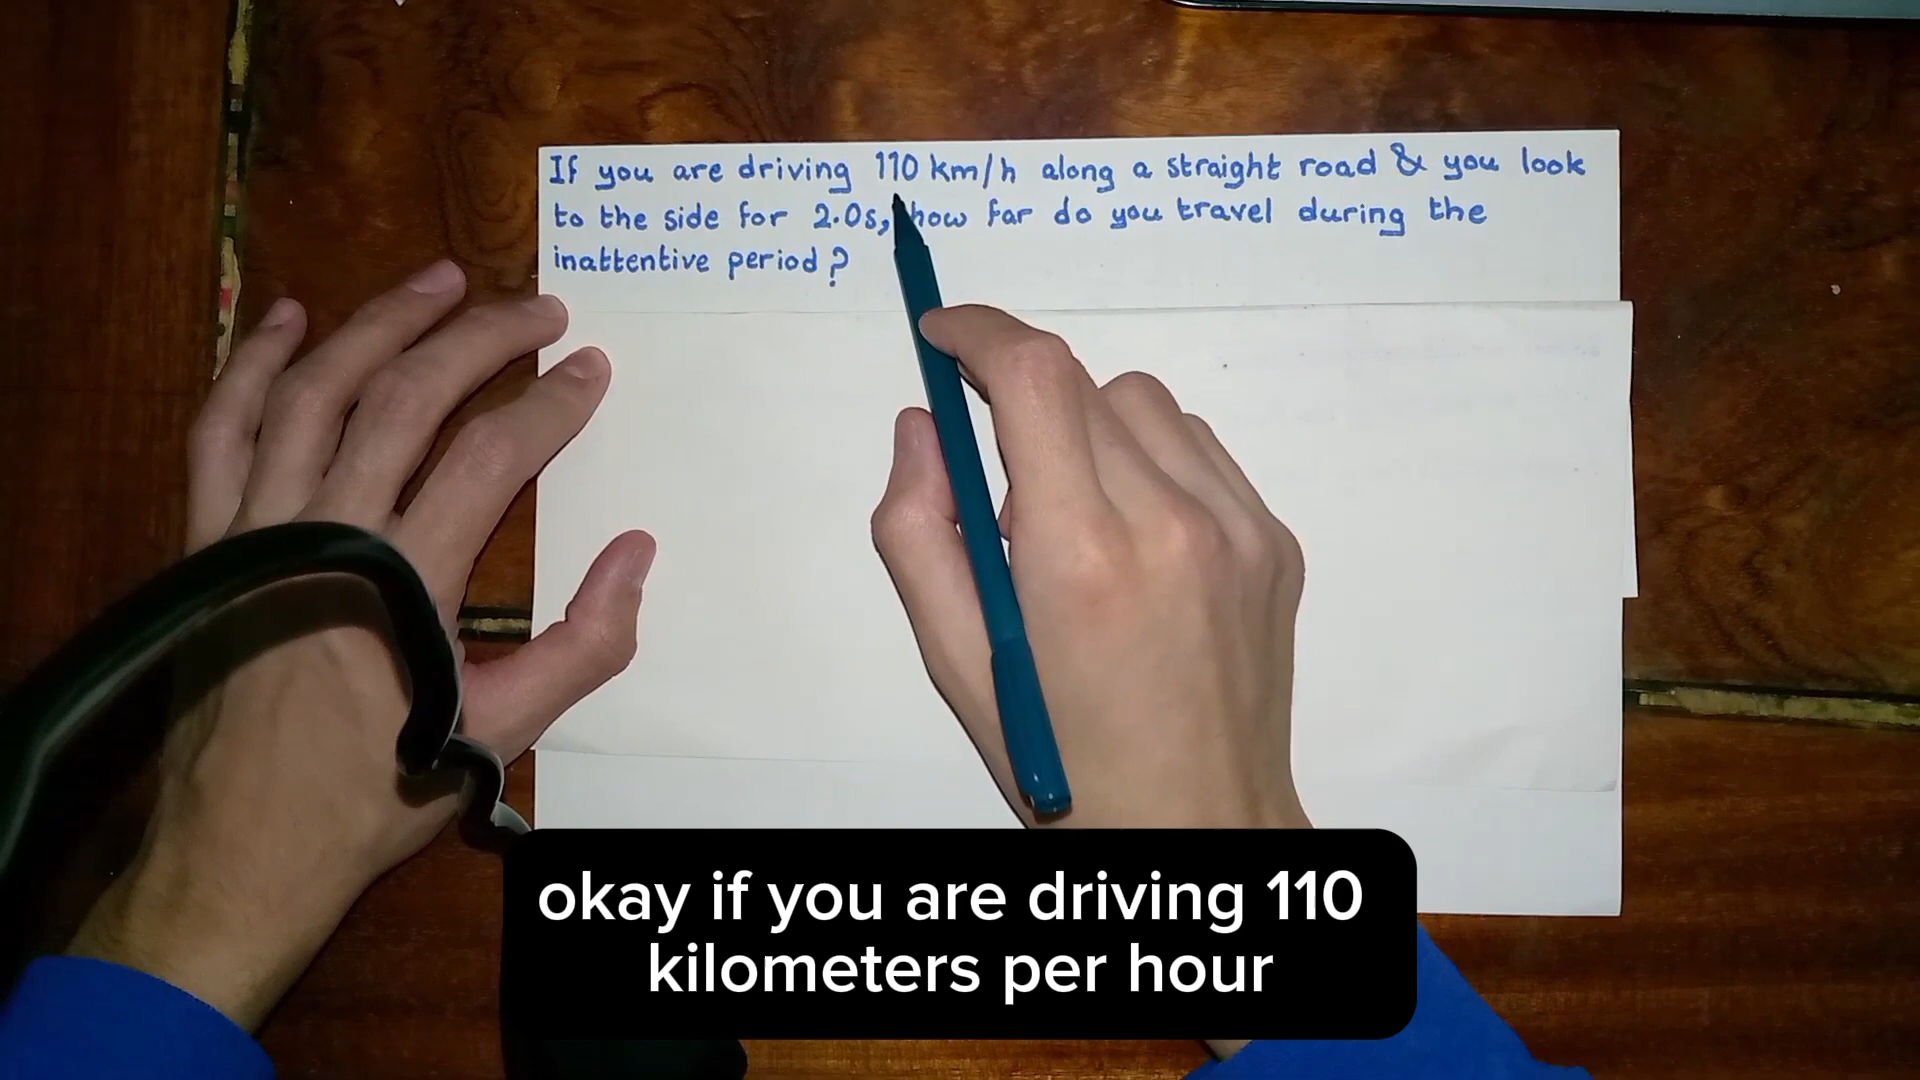 If you are driving 110 km/h along a straight road & you look
to the side for 2.0s, how far do you travel during the
inattentive period?
okay if you are driving 110
kilometers per hour